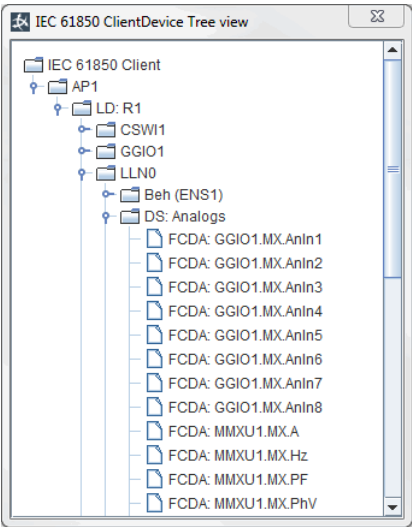 IEC 61850 ClientDevice Tree view
IEC 61850 Client
AP1
LD: R1
CSWI1
GGIO1
LLN0
Beh (ENS1)
DS: Analogs
FCDA: GGIO1.MX.AnIn1
FCDA: GGIO1.MX.AnIn2
FCDA: GGIO1.MX.AnIn3
FCDA: GGIO1.MX.AnIn4
FCDA: GGIO1.MX.AnIn5
FCDA: GGIO1.MX.AnIn6
FCDA: GGIO1.MX.AnIn7
FCDA: GGIO1.MX.AnIn8
FCDA: MMXU1.MX.A
FCDA: MMXU1.MX.Hz
FCDA: MMXU1.MX.PF
FCDA: MMXU1.MX.PhV